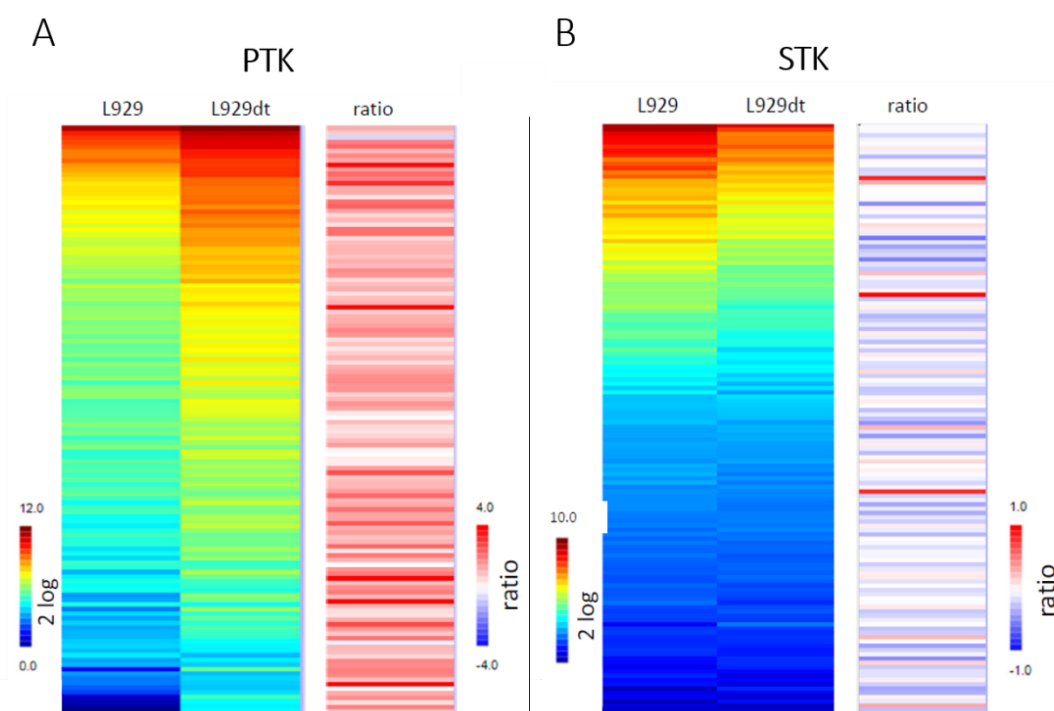 A
PTK
L929 L929dt ratio
12.0
2 log
0.0
4.0
ratio
-4.0
B
STK
L929 L929dt ratio
10.0
2 log
1.0
ratio
-1.0